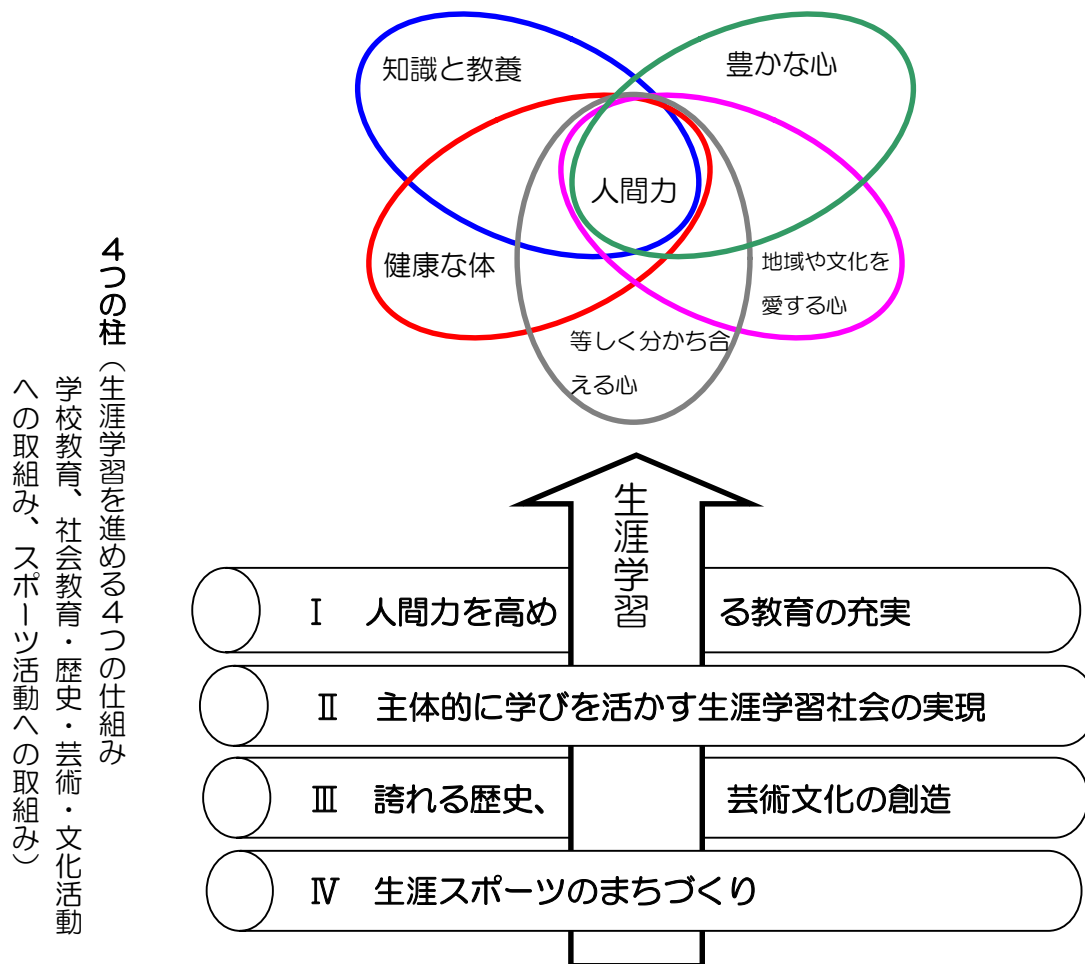 知識と教養
豊かな心
人間力
健康な体
地域や文化を
愛する心
等しく分かち合
える心
4つの柱（生涯学習を進める4つの仕組み
学校教育、社会教育・歴史・芸術・文化活動
への取組み、スポーツ活動への取組み）
生涯学習
Ⅰ　人間力を高め　る教育の充実
Ⅱ　主体的に学びを活かす生涯学習社会の実現
Ⅲ　誇れる歴史、　芸術文化の創造
Ⅳ　生涯スポーツのまちづくり